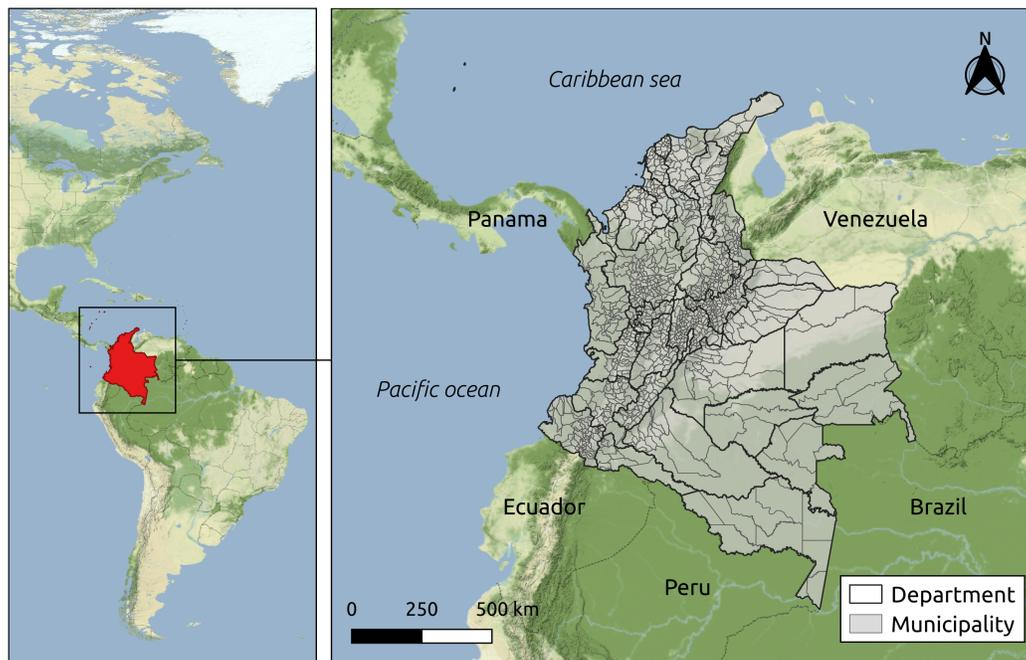 N
Caribbean sea
Panama
Venezuela
Pacific ocean
Ecuador
Brazil
Peru
0 250 500 km
Department
Municipality